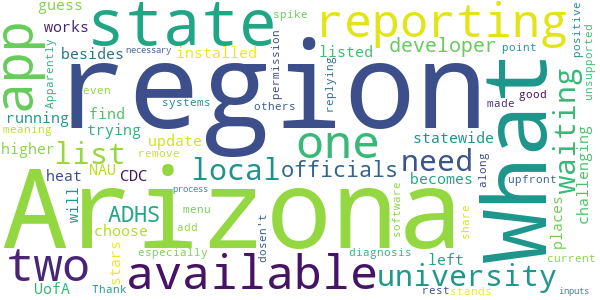 guess
state
reporting
spike
positive
works
app
Apparently
besides
installed
permission
listed
developer
unsupported
necessary
point
even
region
what
systems
others
replying
made
good
running
find
statewide
meaning
trying
one
Waiting
challenging
higher
list
update
local
need
officials
along
remove
NAU
heat
CDC
becomes
upfront
process
Arizona
will
ADHS
choose
menu
software
share
places
add
dosen't
two
stars
available
especially
diagnosis
left
current
university
UofA
Thank
rest
stands
inputs